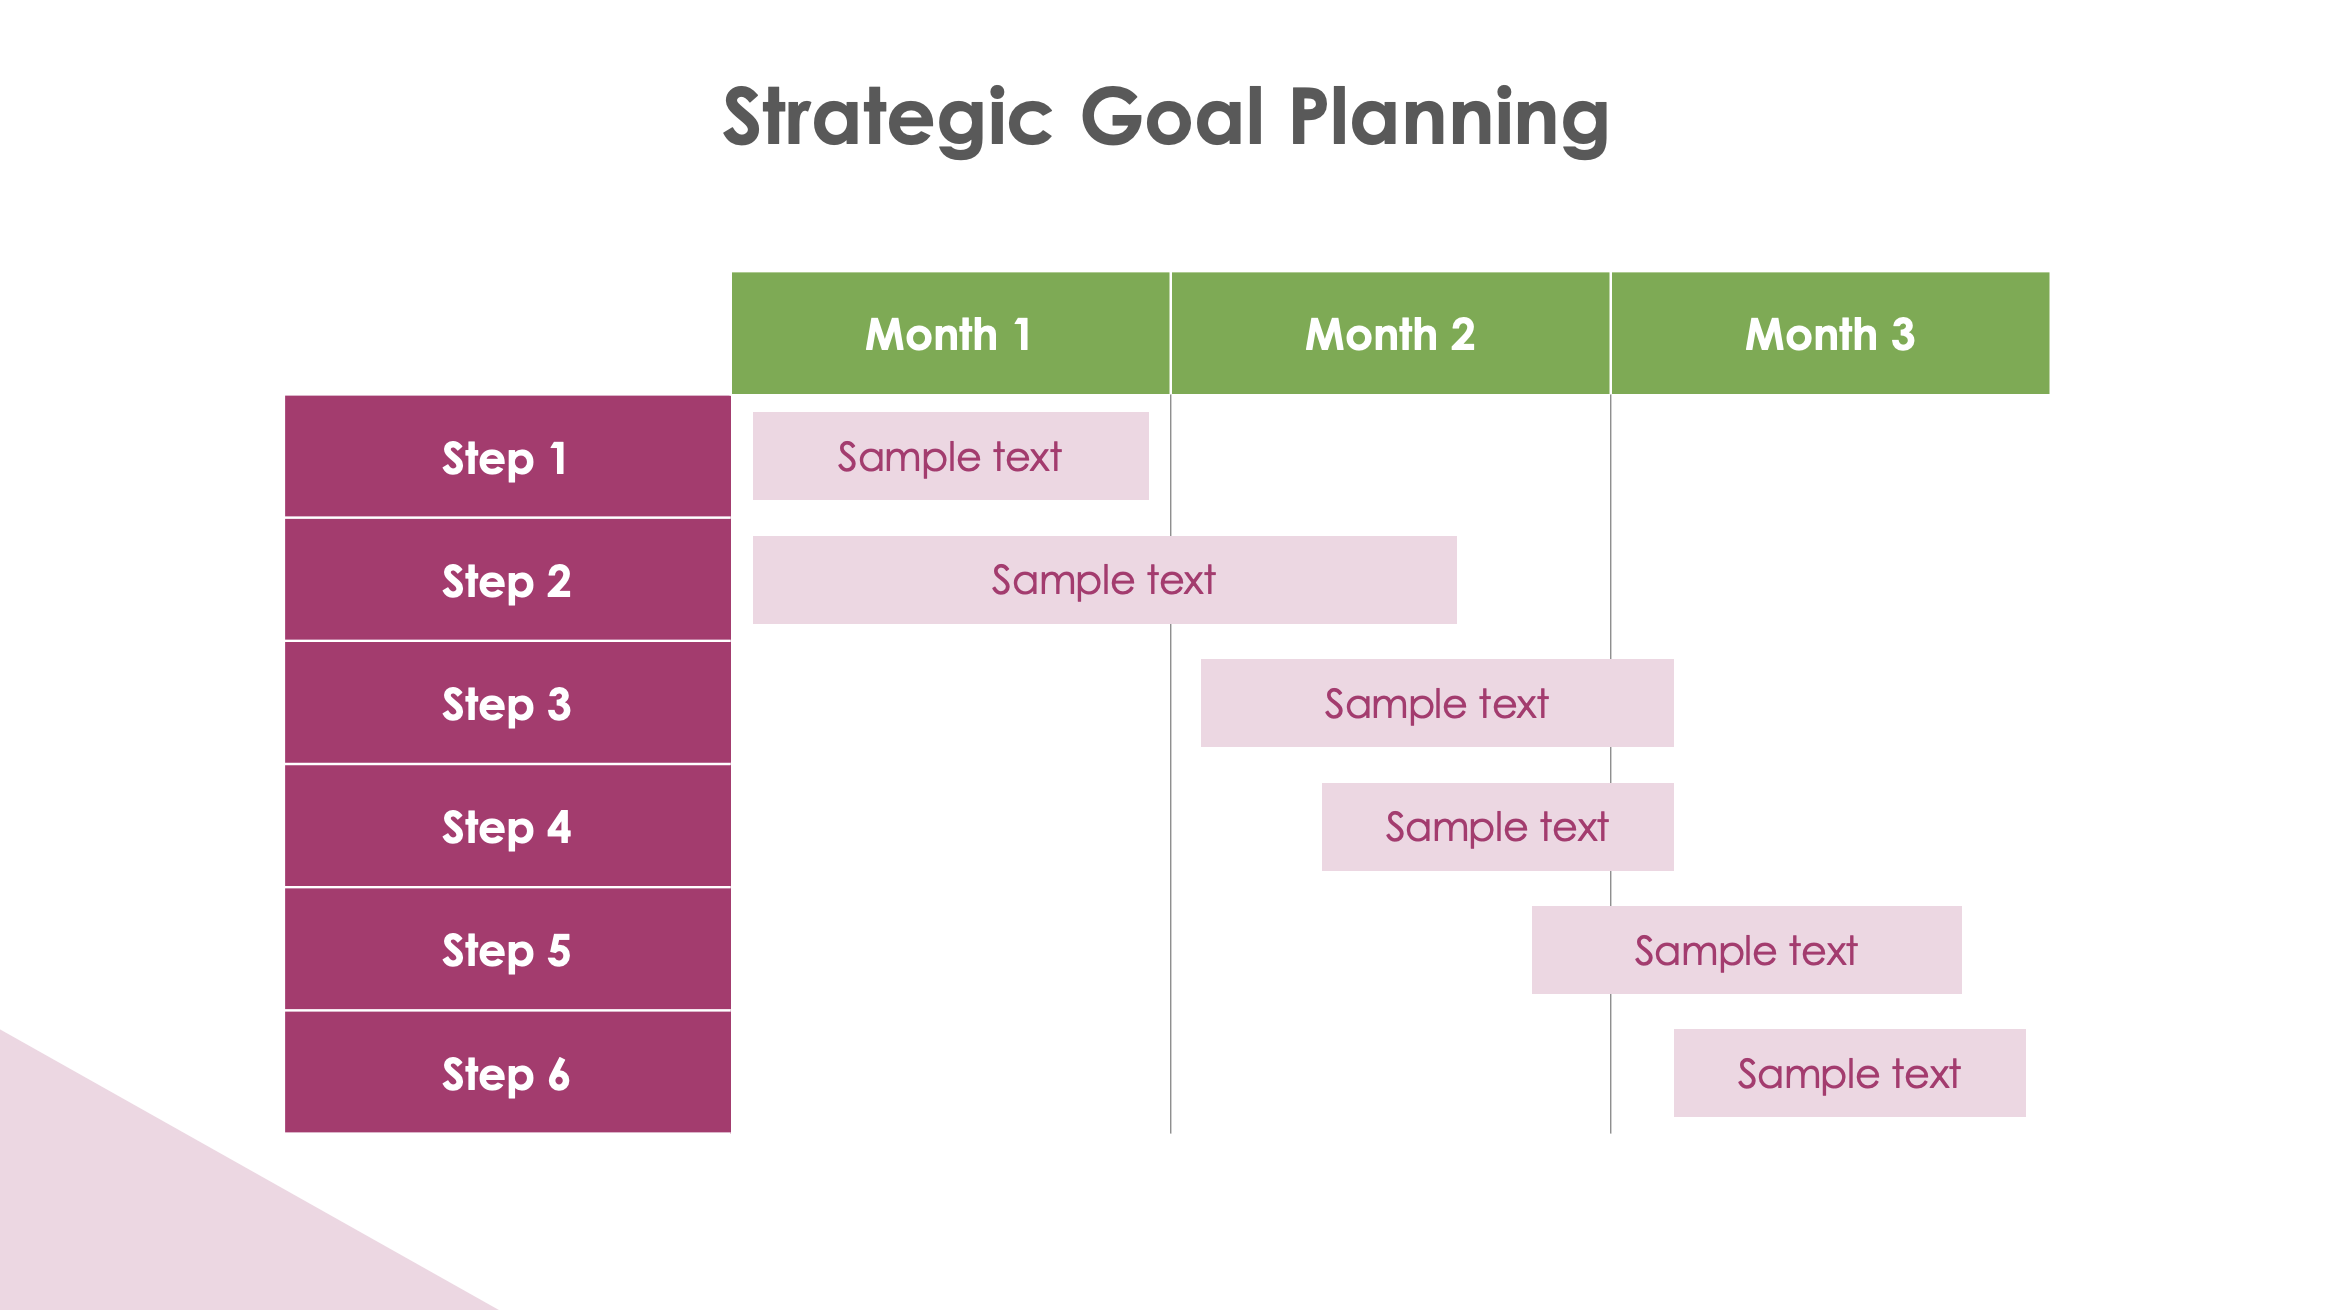 Strategic Goal Planning
Month 1 Month 2 Month 3
Step 1 Sample text
Step 2 Sample text
Step 3 Sample text
Step 4 Sample text
Step 5 Sample text
Step 6 Sample text